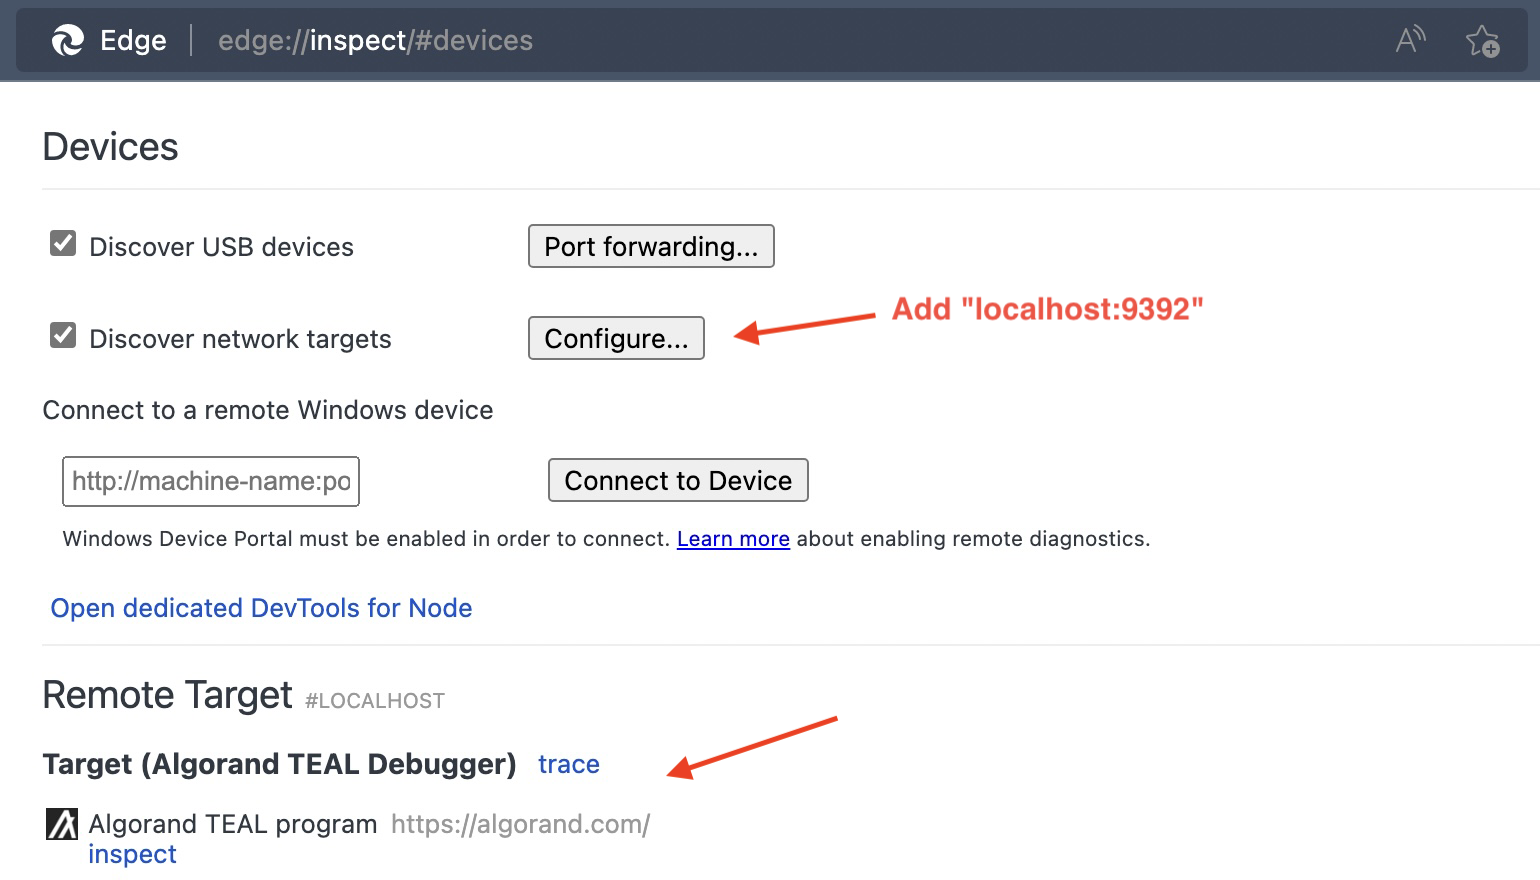 Edge | edge://inspect/#devices
Devices
Discover USB devices
Port forwarding...
Discover network targets
Configure...
Add "localhost:9392"
Connect to a remote Windows device
http://machine-name:po
Connect to Device
Windows Device Portal must be enabled in order to connect. Learn more about enabling remote diagnostics.
Open dedicated DevTools for Node
Remote Target #LOCALHOST
Target (Algorand TEAL Debugger) trace
Algorand TEAL program https://algorand.com/
inspect